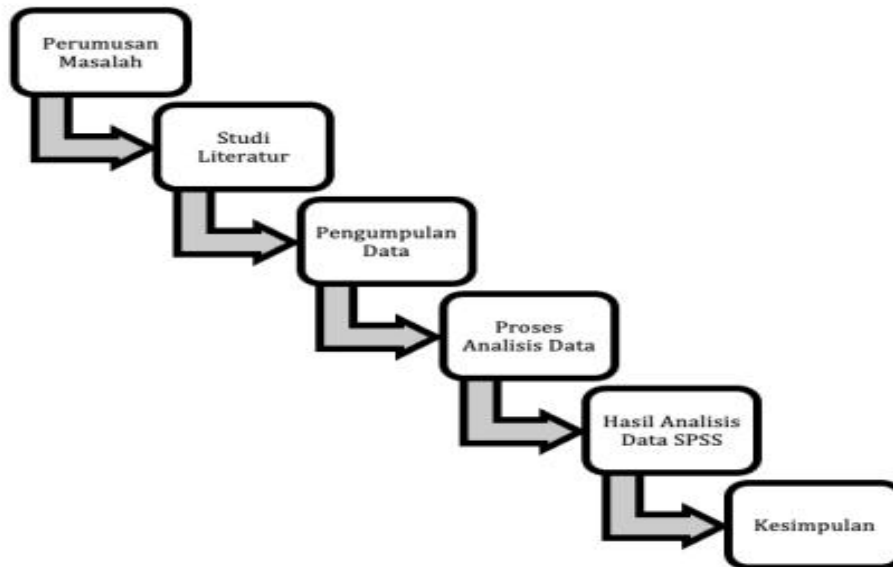 Perumusan
Masalah
Studi
Literatur
Pengumpulan
Data
Proses
Analisis Data
Hasil Analisis
Data SPSS
Kesimpulan